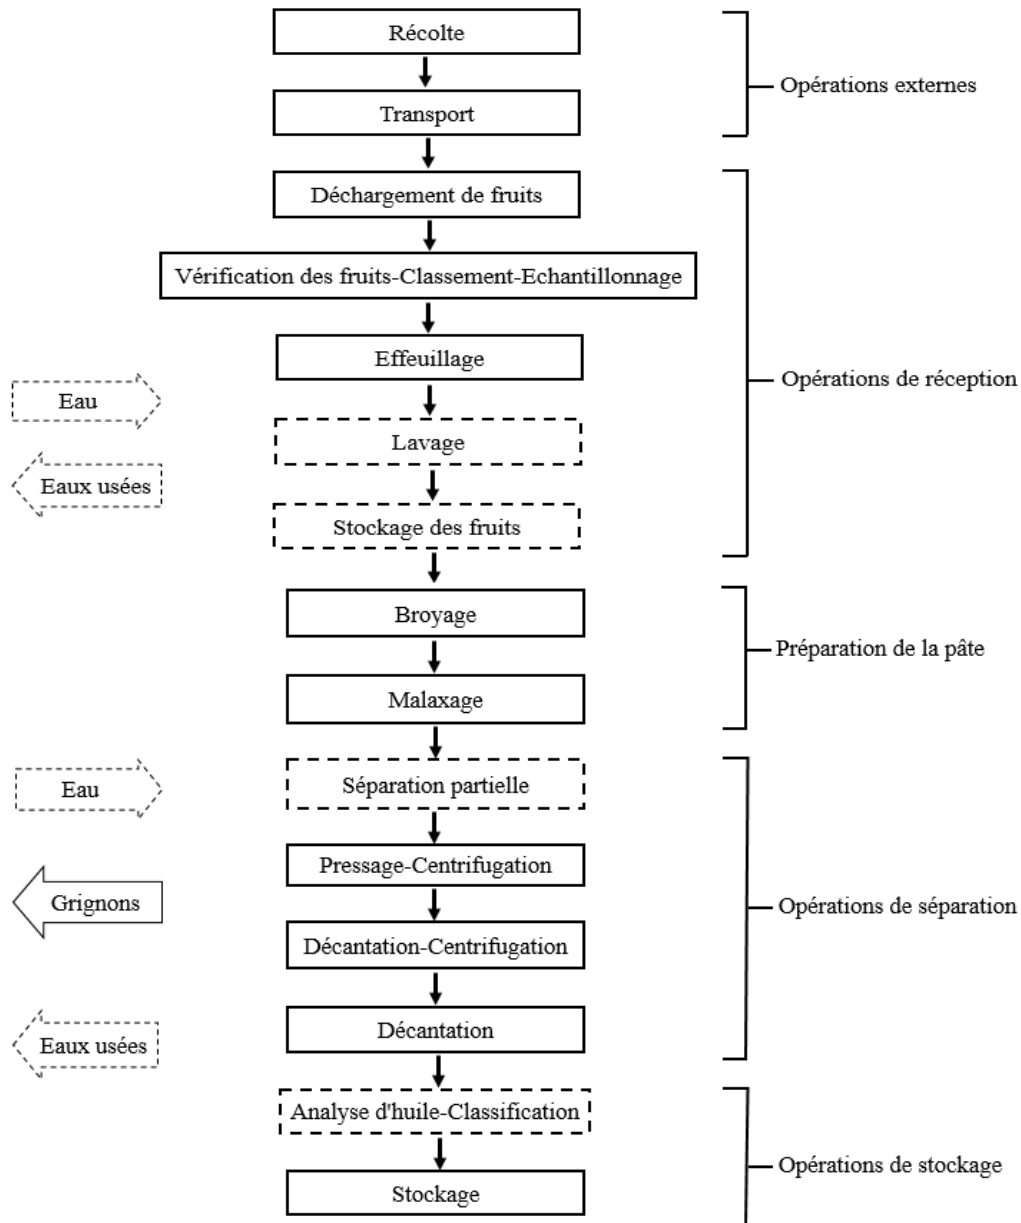 Récolte
Opérations externes
Transport
Déchargement de fruits
Vérification des fruits-Classement-Echantillonnage
Effeuillage
Opérations de réception
Eau
Lavage
Eaux usées
Stockage des fruits
Broyage
Préparation de la pâte
Malaxage
Séparation partielle
Eau
Pressage-Centrifugation
Grignons
Opérations de séparation
Décantation-Centrifugation
Décantation
Eaux usées
Analyse d'huile-Classification
Opérations de stockage
Stockage